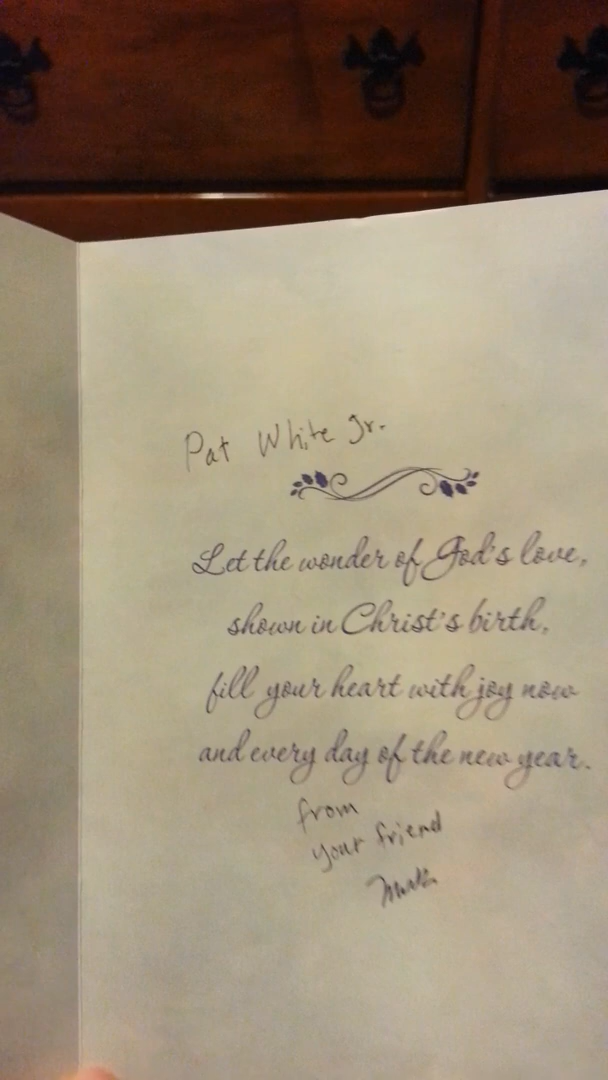 Pat White Jr.
Let the wonder of God's love,
shown in Christ's birth,
fill your heart with joy now
and every day of the new year.
from
your friend